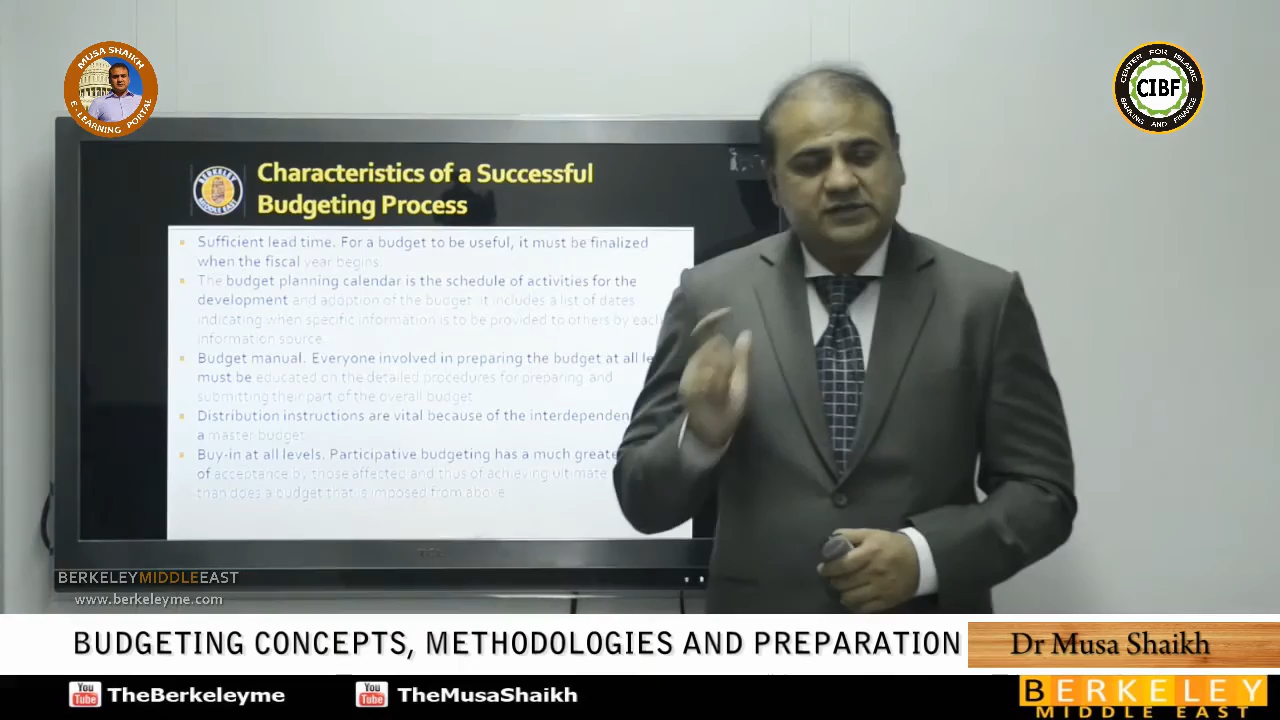 MUSA SHAIKH
E-LEARNING PORTAL
CENTER FOR ISLAMIC
CIBF
BANKING AND FINANCE
BERKELEY
MIDDLE EAST
Characteristics of a Successful
Budgeting Process
Sufficient lead time. For a budget to be useful, it must be finalized
when the fiscal year begins.
The budget planning calendar is the schedule of activities for the
development and adoption of the budget. It includes a list of dates
indicating when specific information is to be provided to others by each
information source.
Budget manual. Everyone involved in preparing the budget at all
must be educated on the detailed procedures for preparing and
submitting their part of the overall budget.
Distribution instructions are vital because of the interdependen
a master budget.
Buy-in at all levels. Participative budgeting has a much greate
of acceptance by those affected and thus of achieving ultimate
than does a budget that is imposed from above.
BERKELEYMIDDLEEAST
www.berkeleyme.com
BUDGETING CONCEPTS, METHODOLOGIES AND PREPARATION
Dr Musa Shaikh
You Tube TheBerkeleyme
You Tube TheMusaShaikh
BERKELEY
MIDDLE EAST